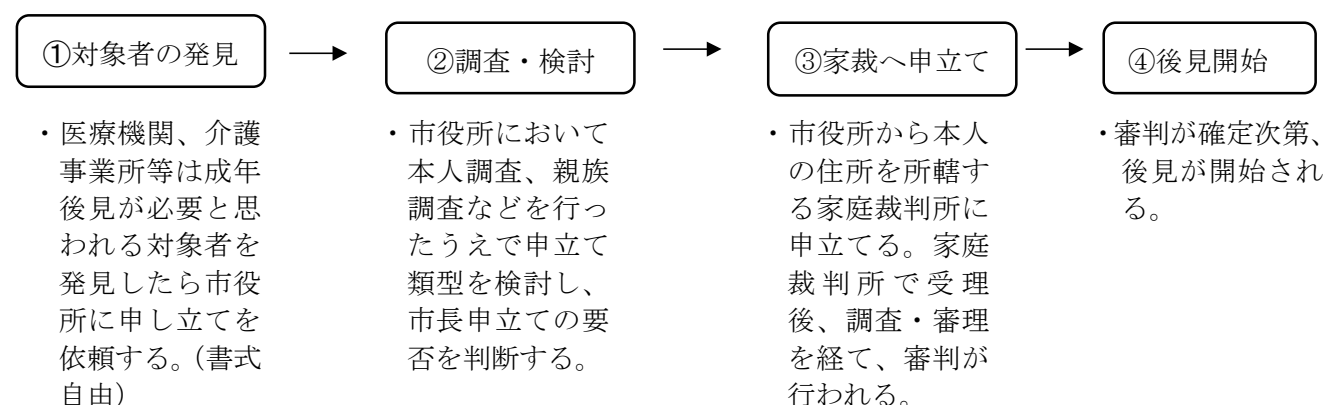 ①対象者の発見
②調査・検討
③家裁へ申立て
④後見開始
・医療機関、介護
事業所等は成年
後見が必要と思
われる対象者を
発見したら市役
所に申し立てを
依頼する。(書式
自由)
・市役所において
本人調査、親族
調査などを行っ
たうえで申立て
類型を検討し、
市長申立ての要
否を判断する。
・市役所から本人
の住所を所轄す
る家庭裁判所に
申立てる。家庭
裁判所で受理
後、調査・審理
を経て、審判が
行われる。
・審判が確定次第、
後見が開始され
る。